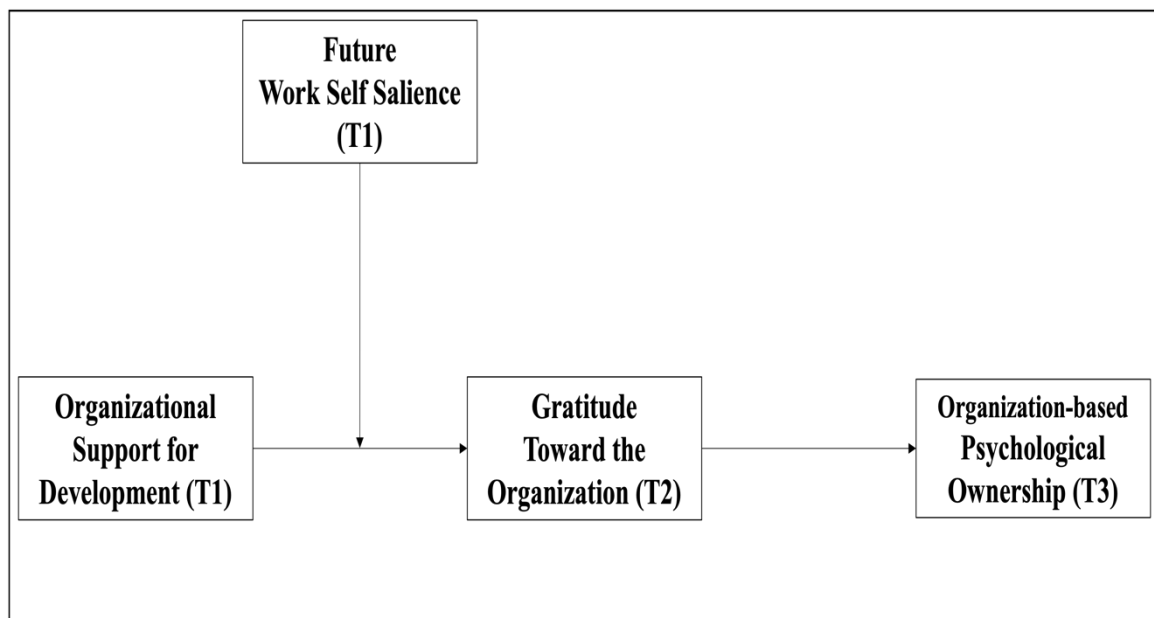 Future
Work Self Salience
(T1)
Organizational
Support for
Development (T1)
Gratitude
Toward the
Organization (T2)
Organization-based
Psychological
Ownership (T3)